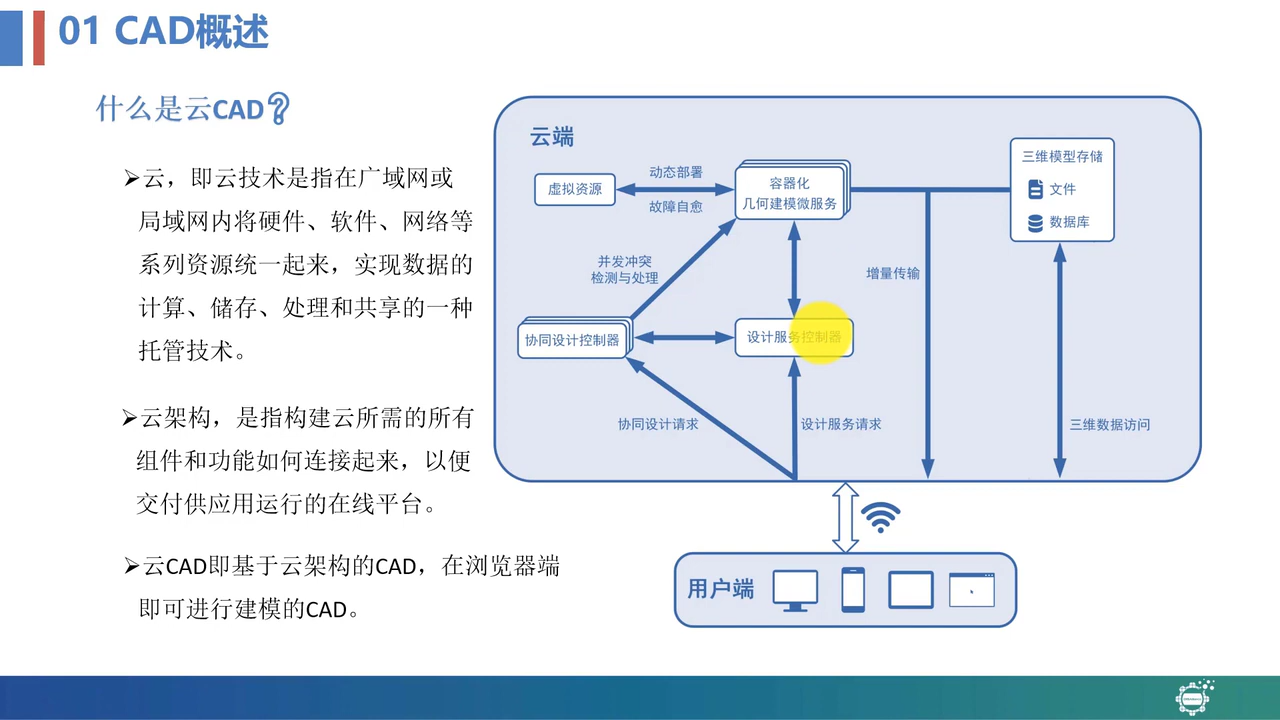 01 CAD概述
什么是云CAD?
➢云，即云技术是指在广域网或
局域网内将硬件、软件、网络等
系列资源统一起来，实现数据的
计算、储存、处理和共享的一种
托管技术。
➢云架构，是指构建云所需的所有
组件和功能如何连接起来，以便
交付供应用运行的在线平台。
➢云CAD即基于云架构的CAD，在浏览器端
即可进行建模的CAD。
云端
虚拟资源
动态部署
故障自愈
容器化
几何建模微服务
三维模型存储
文件
数据库
并发冲突
检测与处理
增量传输
协同设计控制器
设计服务控制器
协同设计请求
设计服务请求
三维数据访问
用户端